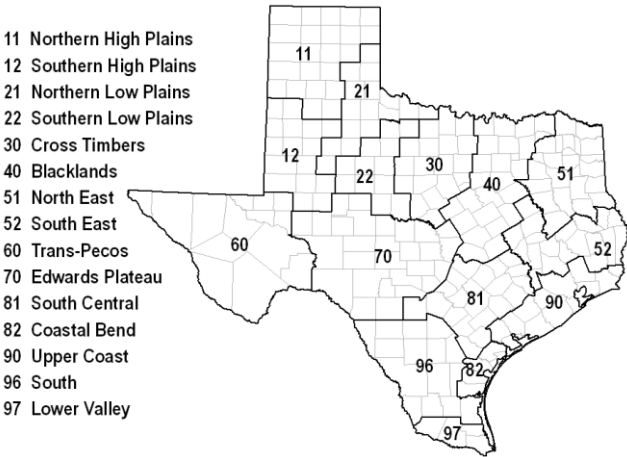 11 Northern High Plains
12 Southern High Plains
21 Northern Low Plains
22 Southern Low Plains
30 Cross Timbers
40 Blacklands
51 North East
52 South East
60 Trans-Pecos
70 Edwards Plateau
81 South Central
82 Coastal Bend
90 Upper Coast
96 South
97 Lower Valley
11
21
12
22
30
40
51
60
70
52
81
90
96
82
97